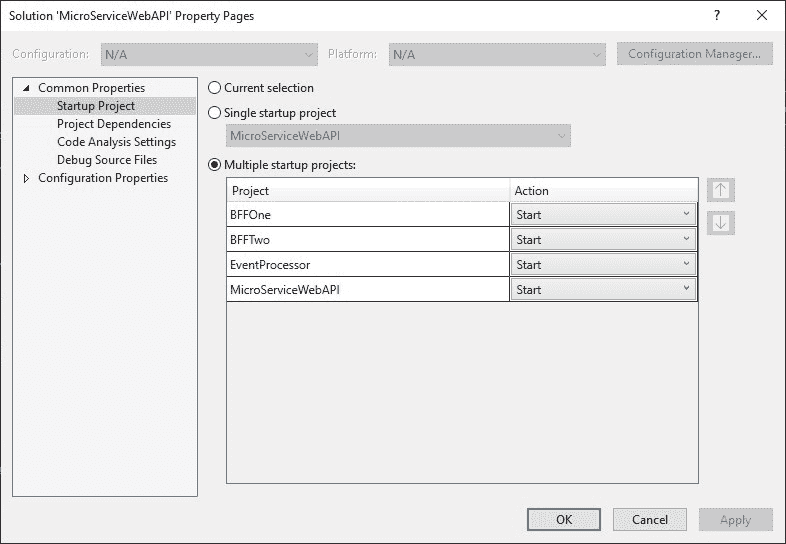 Solution 'MicroServiceWebAPI' Property Pages
?
Configuration: N/A Platform: N/A Configuration Manager...
Common Properties
Startup Project
Project Dependencies
Code Analysis Settings
Debug Source Files
Configuration Properties
Current selection
Single startup project
MicroServiceWebAPI
Multiple startup projects:
Project Action
BFFOne Start
BFFTwo Start
EventProcessor Start
MicroServiceWebAPI Start
OK Cancel Apply